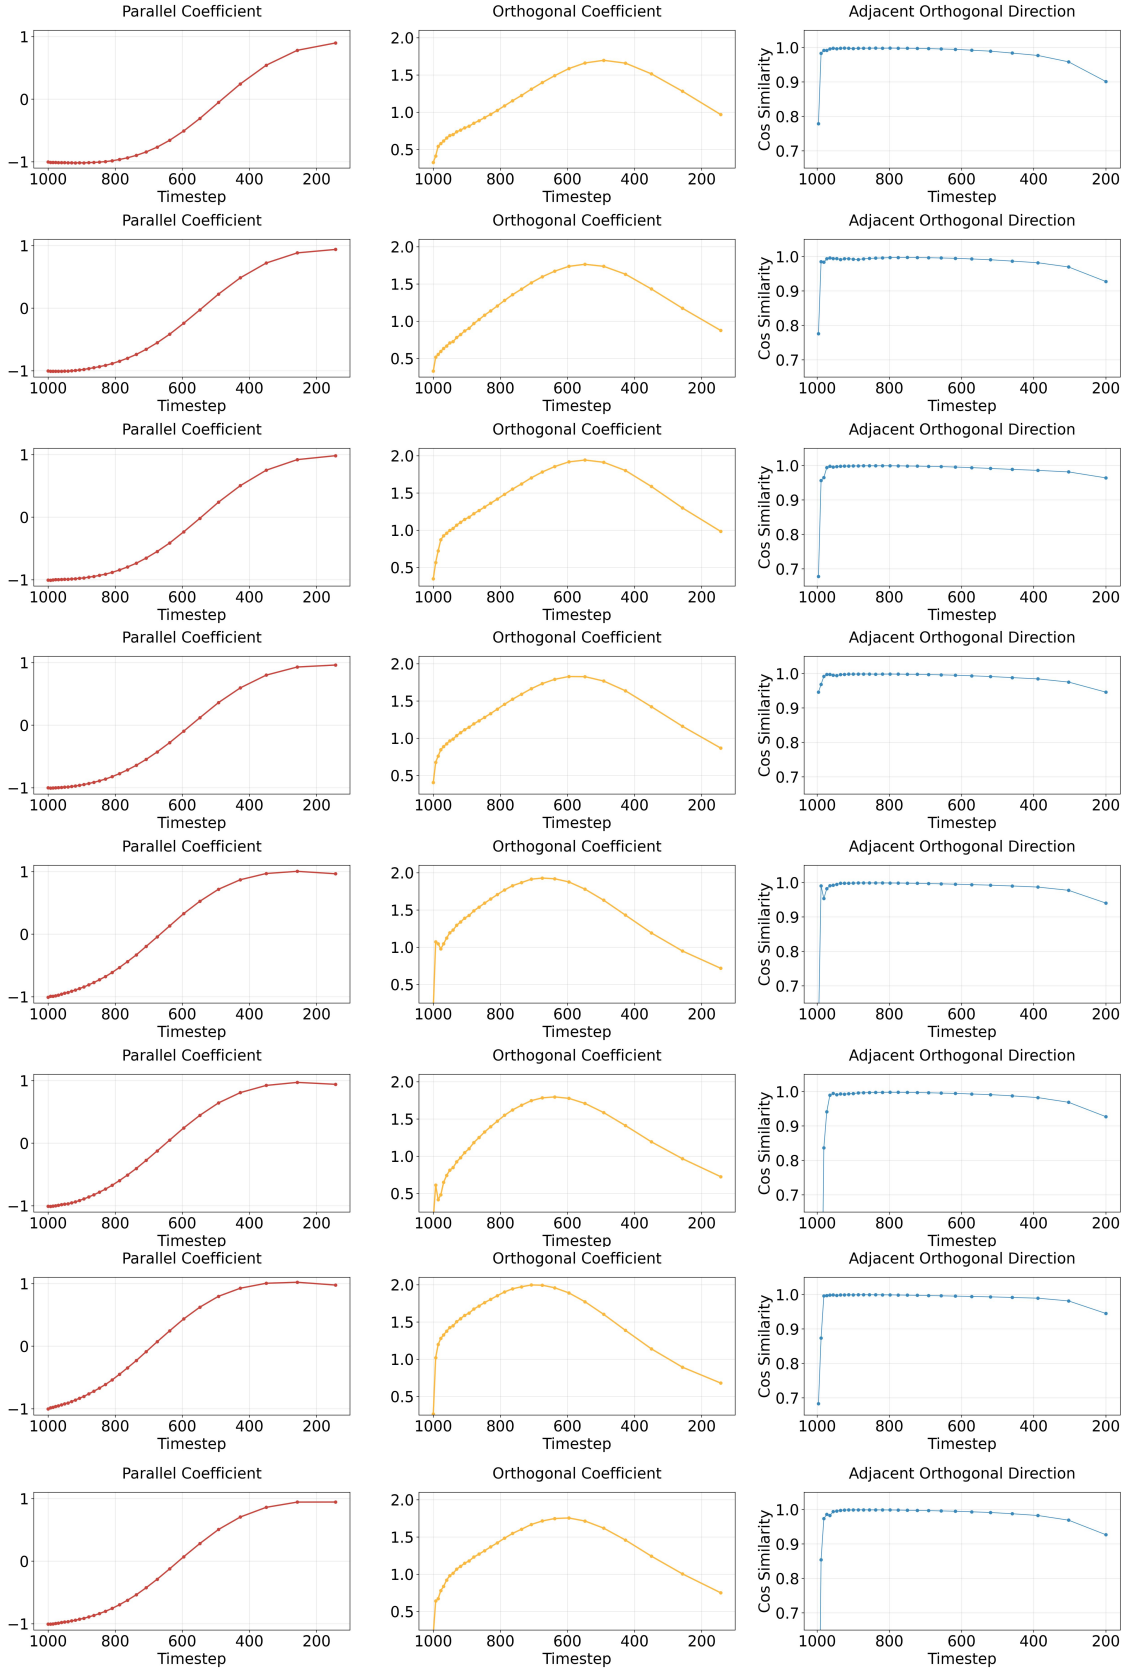 Parallel Coefficient Orthogonal Coefficient Adjacent Orthogonal Direction
1 2.0 1.0
0 1.5 0.9
−1 1.0 0.8
0.5 0.7
Cos Similarity
1000 800 600 400 200 1000 800 600 400 200 1000 800 600 400 200
Timestep Timestep Timestep
Parallel Coefficient Orthogonal Coefficient Adjacent Orthogonal Direction
1 2.0 1.0
0 1.5 0.9
−1 1.0 0.8
0.5 0.7
Cos Similarity
1000 800 600 400 200 1000 800 600 400 200 1000 800 600 400 200
Timestep Timestep Timestep
Parallel Coefficient Orthogonal Coefficient Adjacent Orthogonal Direction
1 2.0 1.0
0 1.5 0.9
−1 1.0 0.8
0.5 0.7
Cos Similarity
1000 800 600 400 200 1000 800 600 400 200 1000 800 600 400 200
Timestep Timestep Timestep
Parallel Coefficient Orthogonal Coefficient Adjacent Orthogonal Direction
1 2.0 1.0
0 1.5 0.9
−1 1.0 0.8
0.5 0.7
Cos Similarity
1000 800 600 400 200 1000 800 600 400 200 1000 800 600 400 200
Timestep Timestep Timestep
Parallel Coefficient Orthogonal Coefficient Adjacent Orthogonal Direction
1 2.0 1.0
0 1.5 0.9
−1 1.0 0.8
0.5 0.7
Cos Similarity
1000 800 600 400 200 1000 800 600 400 200 1000 800 600 400 200
Timestep Timestep Timestep
Parallel Coefficient Orthogonal Coefficient Adjacent Orthogonal Direction
1 2.0 1.0
0 1.5 0.9
−1 1.0 0.8
0.5 0.7
Cos Similarity
1000 800 600 400 200 1000 800 600 400 200 1000 800 600 400 200
Timestep Timestep Timestep
Parallel Coefficient Orthogonal Coefficient Adjacent Orthogonal Direction
1 2.0 1.0
0 1.5 0.9
−1 1.0 0.8
0.5 0.7
Cos Similarity
1000 800 600 400 200 1000 800 600 400 200 1000 800 600 400 200
Timestep Timestep Timestep
Parallel Coefficient Orthogonal Coefficient Adjacent Orthogonal Direction
1 2.0 1.0
0 1.5 0.9
−1 1.0 0.8
0.5 0.7
Cos Similarity
1000 800 600 400 200 1000 800 600 400 200 1000 800 600 400 200
Timestep Timestep Timestep